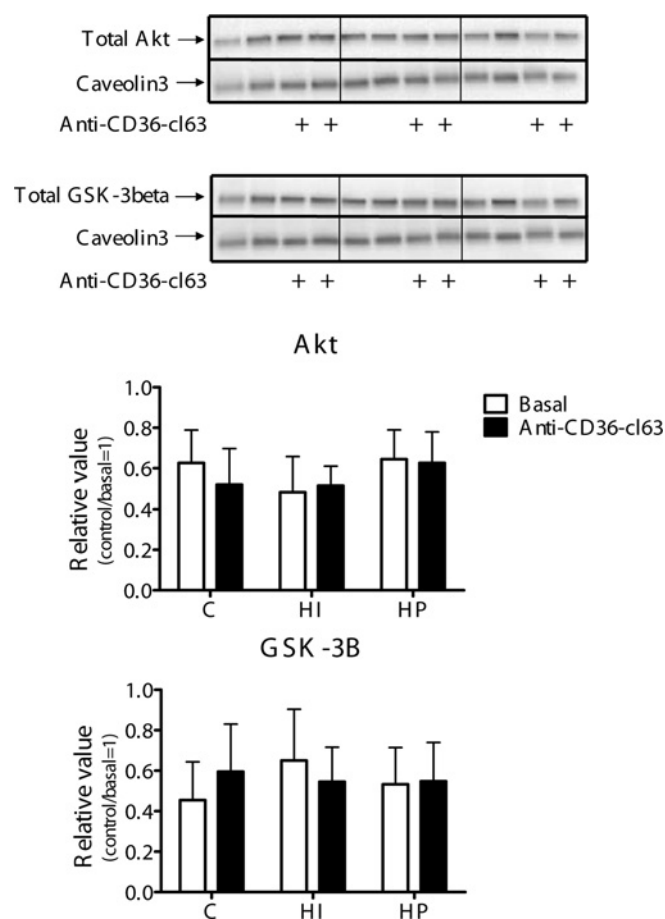 Total Akt
Caveolin3
Anti-CD36-cl63 + + + + + +
Total GSK-3beta
Caveolin3
Anti-CD36-cl63 + + + + + +
Akt
1.0
0.8
0.6
0.4
0.2
0.0
Relative value
(control/basal=1)
C HI HP
Basal
Anti-CD36-cl63
GSK-3B
1.0
0.8
0.6
0.4
0.2
0.0
Relative value
(control/basal=1)
C HI HP